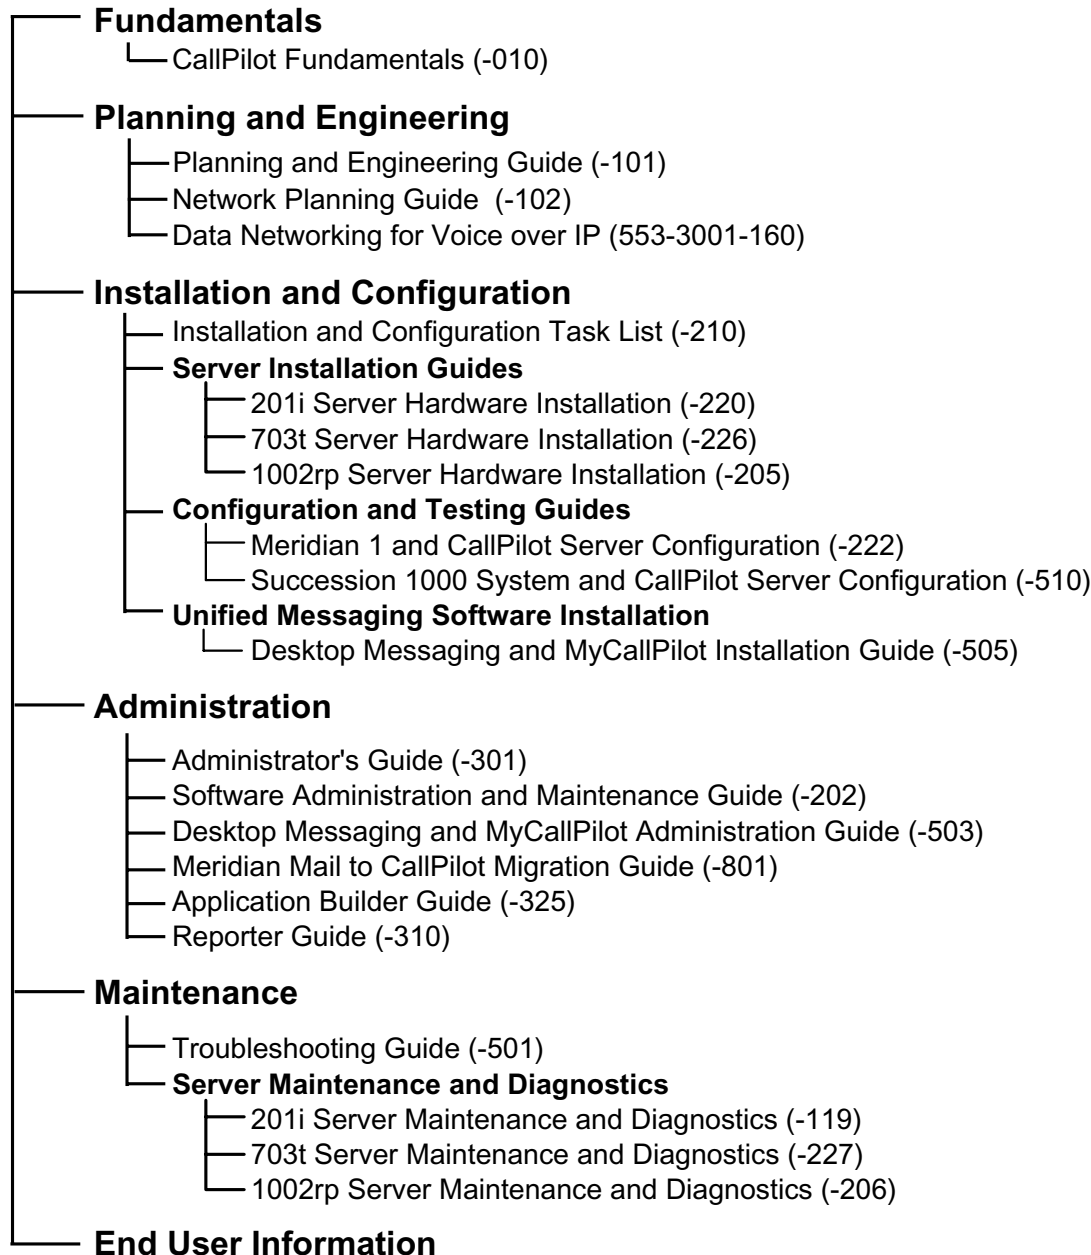 Fundamentals
CallPilot Fundamentals (-010)
Planning and Engineering
Planning and Engineering Guide (-101)
Network Planning Guide (-102)
Data Networking for Voice over IP (553-3001-160)
Installation and Configuration
Installation and Configuration Task List (-210)
Server Installation Guides
201i Server Hardware Installation (-220)
703t Server Hardware Installation (-226)
1002rp Server Hardware Installation (-205)
Configuration and Testing Guides
Meridian 1 and CallPilot Server Configuration (-222)
Succession 1000 System and CallPilot Server Configuration (-510)
Unified Messaging Software Installation
Desktop Messaging and MyCallPilot Installation Guide (-505)
Administration
Administrator's Guide (-301)
Software Administration and Maintenance Guide (-202)
Desktop Messaging and MyCallPilot Administration Guide (-503)
Meridian Mail to CallPilot Migration Guide (-801)
Application Builder Guide (-325)
Reporter Guide (-310)
Maintenance
Troubleshooting Guide (-501)
Server Maintenance and Diagnostics
201i Server Maintenance and Diagnostics (-119)
703t Server Maintenance and Diagnostics (-227)
1002rp Server Maintenance and Diagnostics (-206)
End User Information